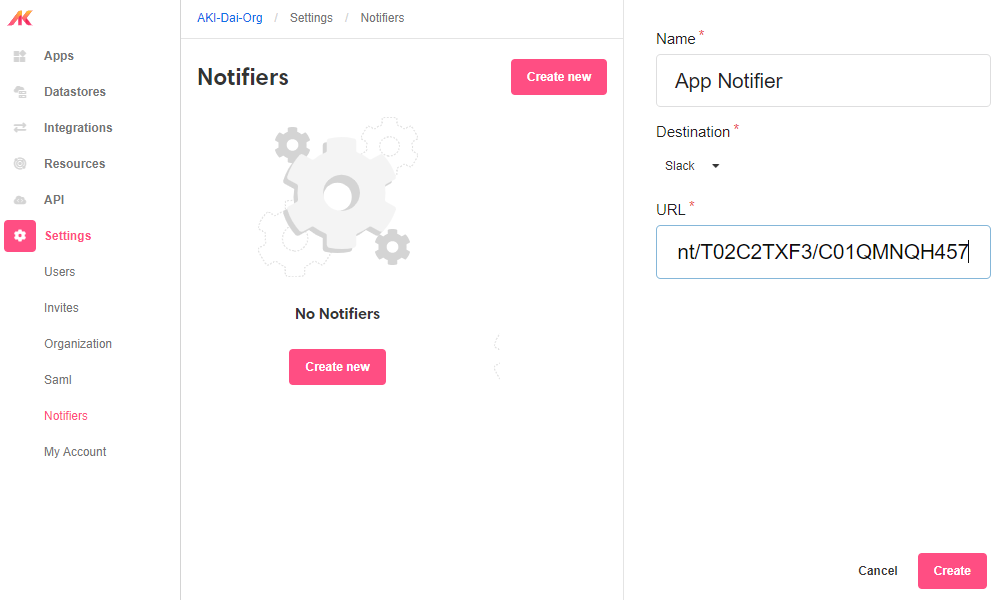 AKI-Dai-Org / Settings / Notifiers
Apps
Datastores
Integrations
Resources
API
Settings
Users
Invites
Organization
Saml
Notifiers
My Account
Notifiers
Create new
No Notifiers
Create new
Name *
App Notifier
Destination *
Slack
URL *
nt/T02C2TXF3/C01QMNQH457
Cancel
Create